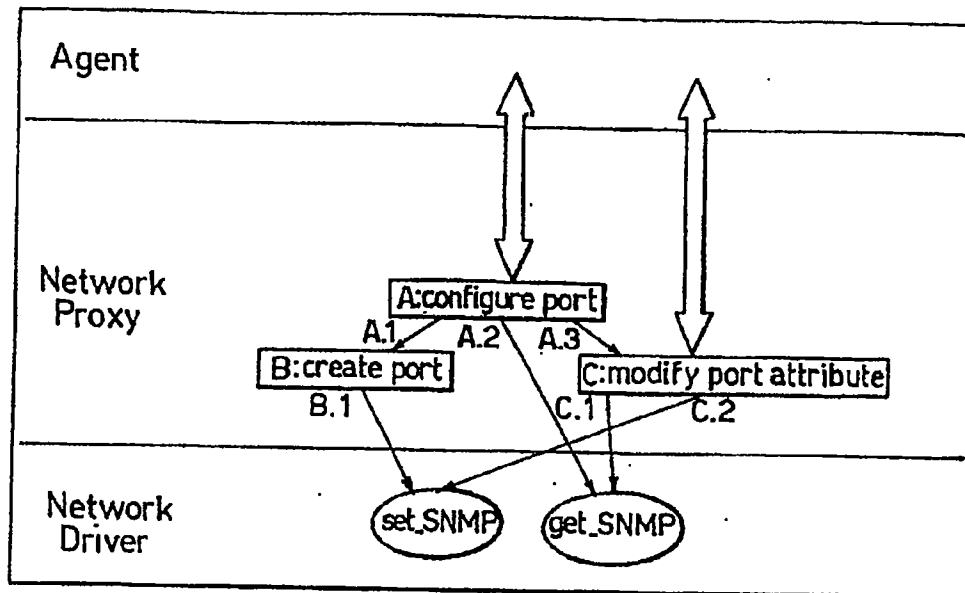 Agent
Network
Proxy
A:configure port
A.1
A.2
A.3
B:create port
C:modify port attribute
B.1
C.1
C.2
Network
Driver
set_SNMP
get_SNMP